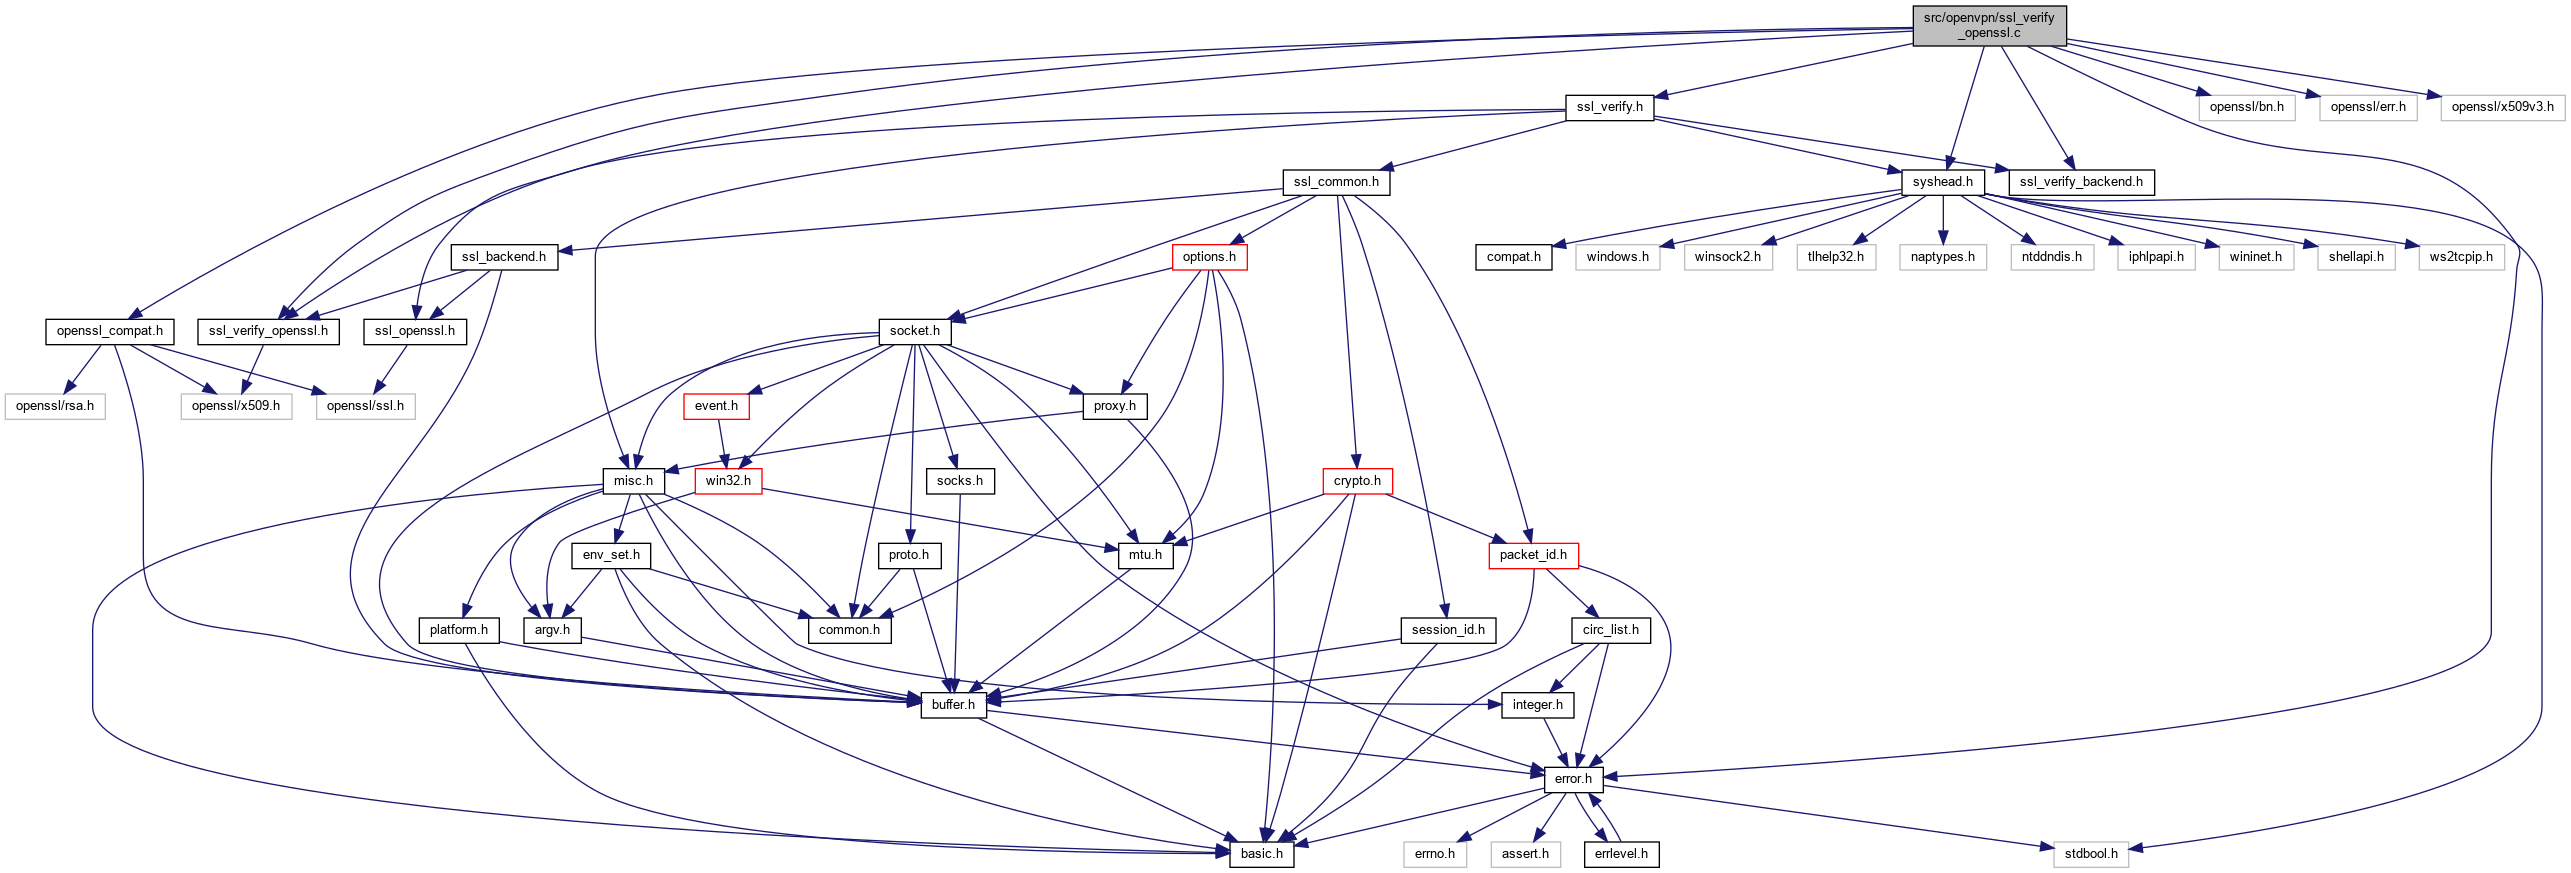 src/openvpn/ssl_verify
_openssl.c
ssl_verify.h
openssl/bn.h
openssl/err.h
openssl/x509v3.h
ssl_common.h
syshead.h
ssl_verify_backend.h
ssl_backend.h
options.h
compat.h
windows.h
winsock2.h
tlhelp32.h
naptypes.h
ntddndis.h
iphlpapi.h
wininet.h
shellapi.h
ws2tcpip.h
openssl_compat.h
ssl_verify_openssl.h
ssl_openssl.h
socket.h
openssl/rsa.h
openssl/x509.h
openssl/ssl.h
event.h
proxy.h
misc.h
win32.h
socks.h
crypto.h
env_set.h
proto.h
mtu.h
packet_id.h
platform.h
argv.h
common.h
session_id.h
circ_list.h
buffer.h
integer.h
error.h
basic.h
errno.h
assert.h
errlevel.h
stdbool.h